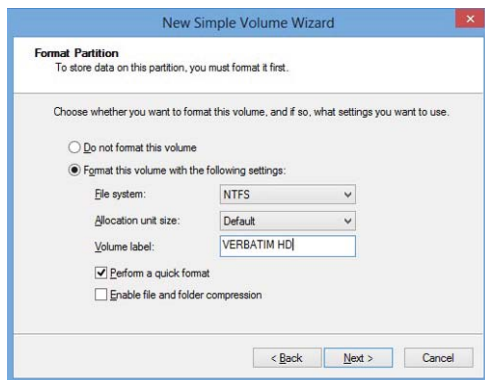 New Simple Volume Wizard
Format Partition
To store data on this partition, you must format it first.
Choose whether you want to format this volume, and if so, what settings you want to use.
Do not format this volume
Format this volume with the following settings:
File system: NTFS
Allocation unit size: Default
Volume label: VERBATIM HD
Perform a quick format
Enable file and folder compression
< Back Next > Cancel